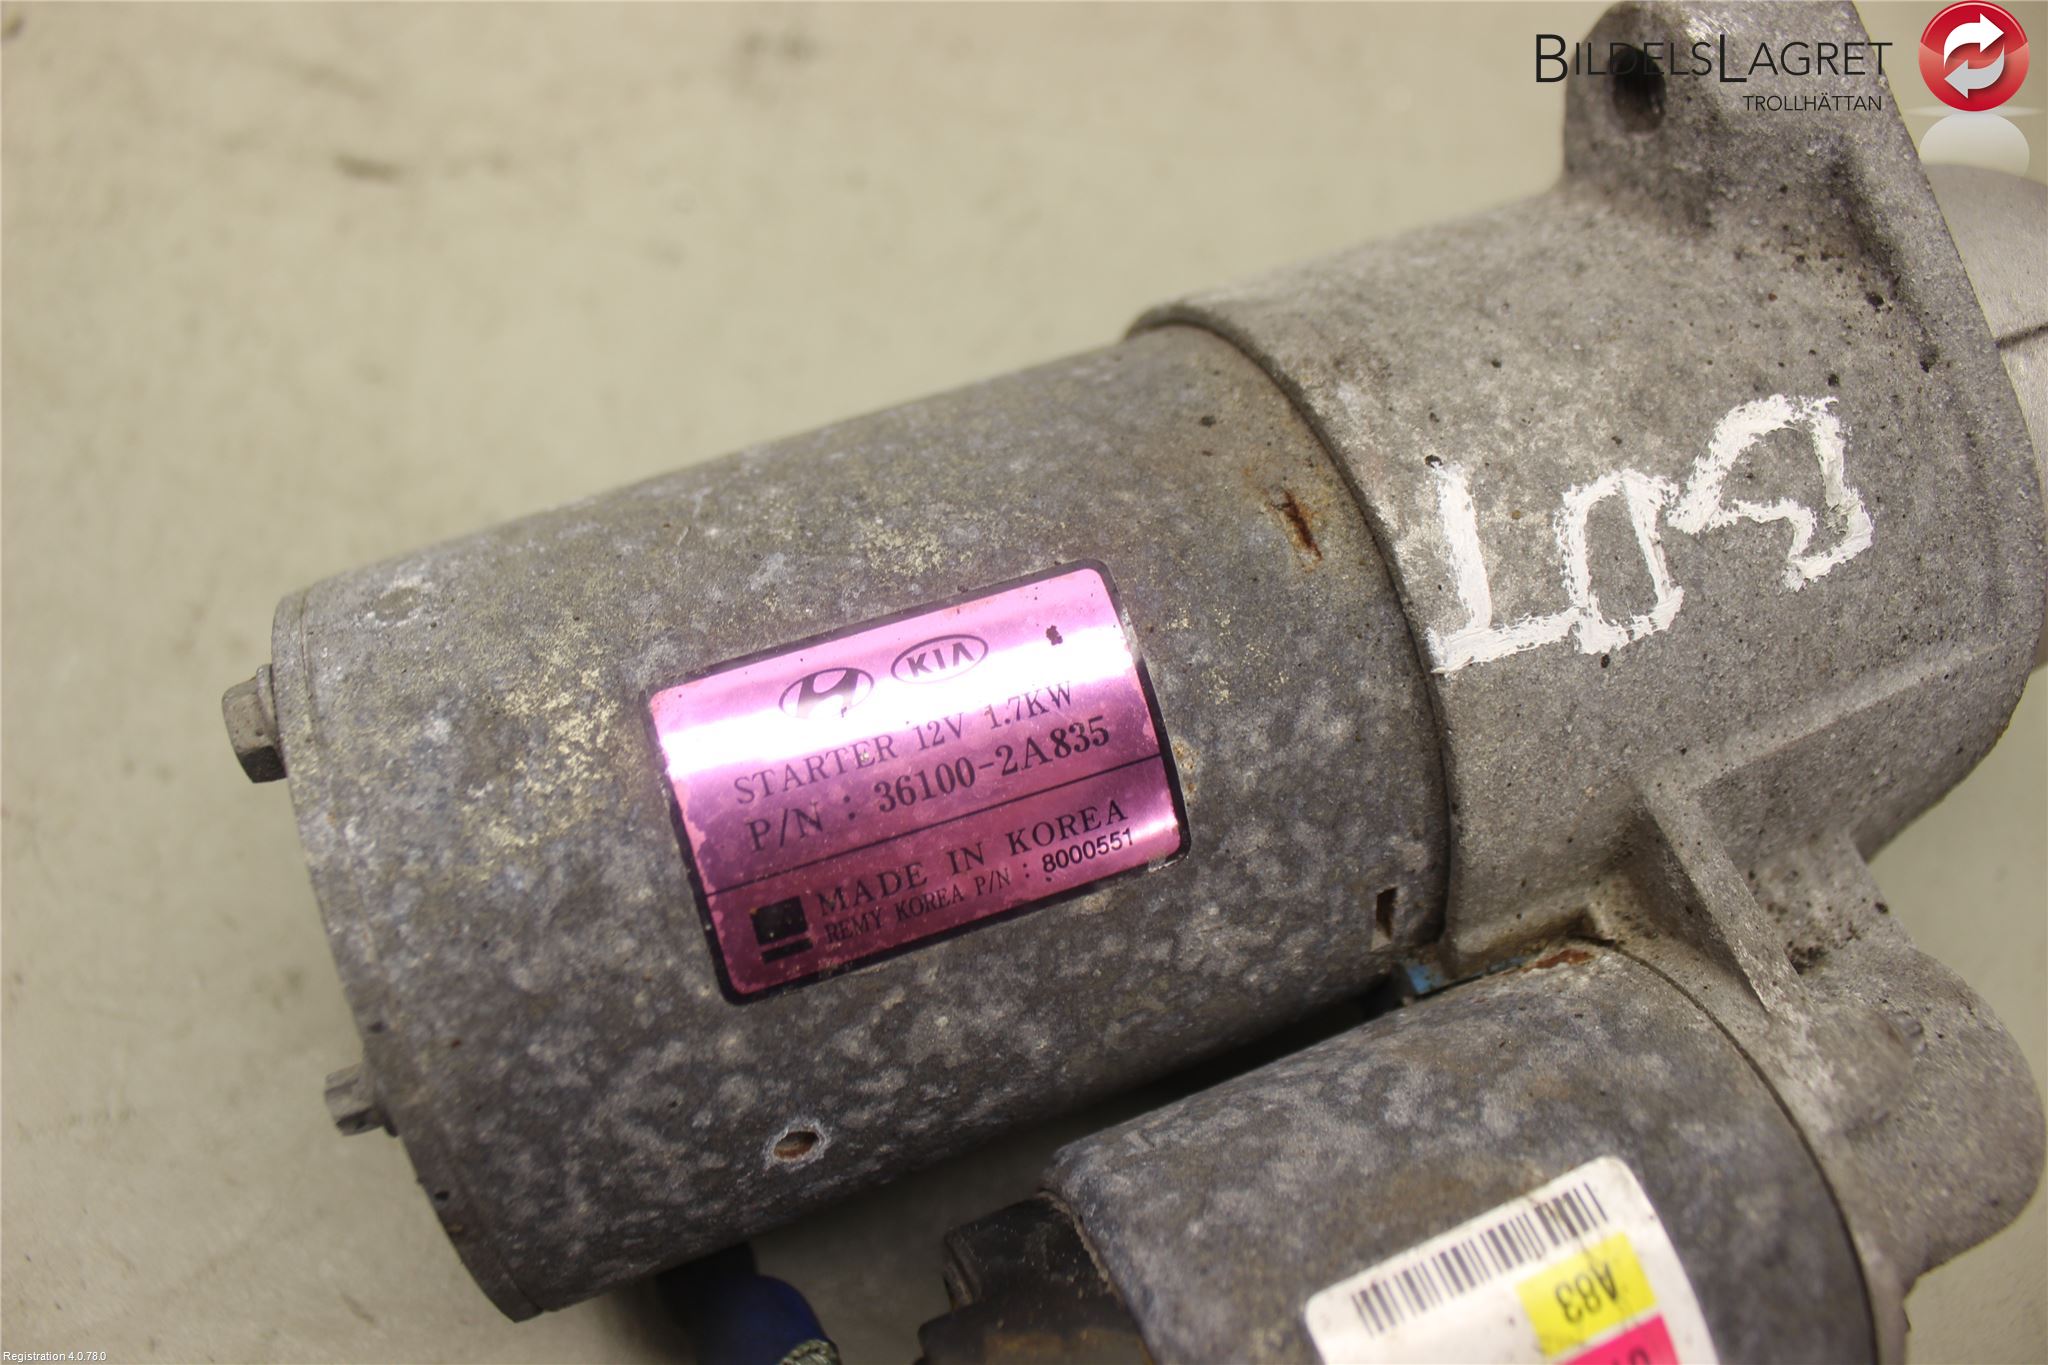 BILDELSLAGRET
TROLLHÄTTAN
KIA
STARTER 12V 1.7KW
P/N : 36100-2A835
MADE IN KOREA
REMY KOREA P/N : 8000551
A83
Registration 4.0.78.0